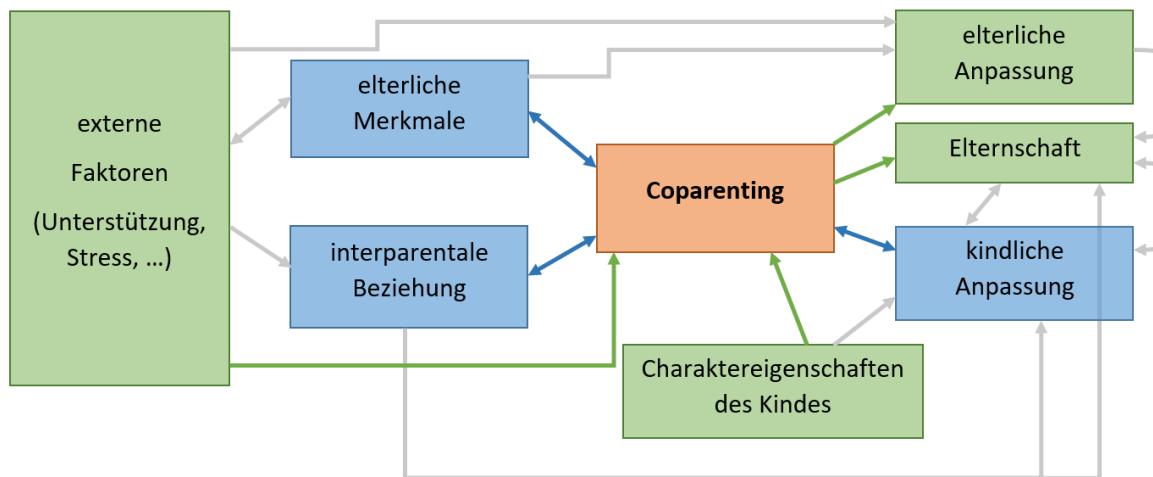 externe
Faktoren
(Unterstützung,
Stress, …)
elterliche
Merkmale
interparentale
Beziehung
Coparenting
elterliche
Anpassung
Elternschaft
kindliche
Anpassung
Charaktereigenschaften
des Kindes